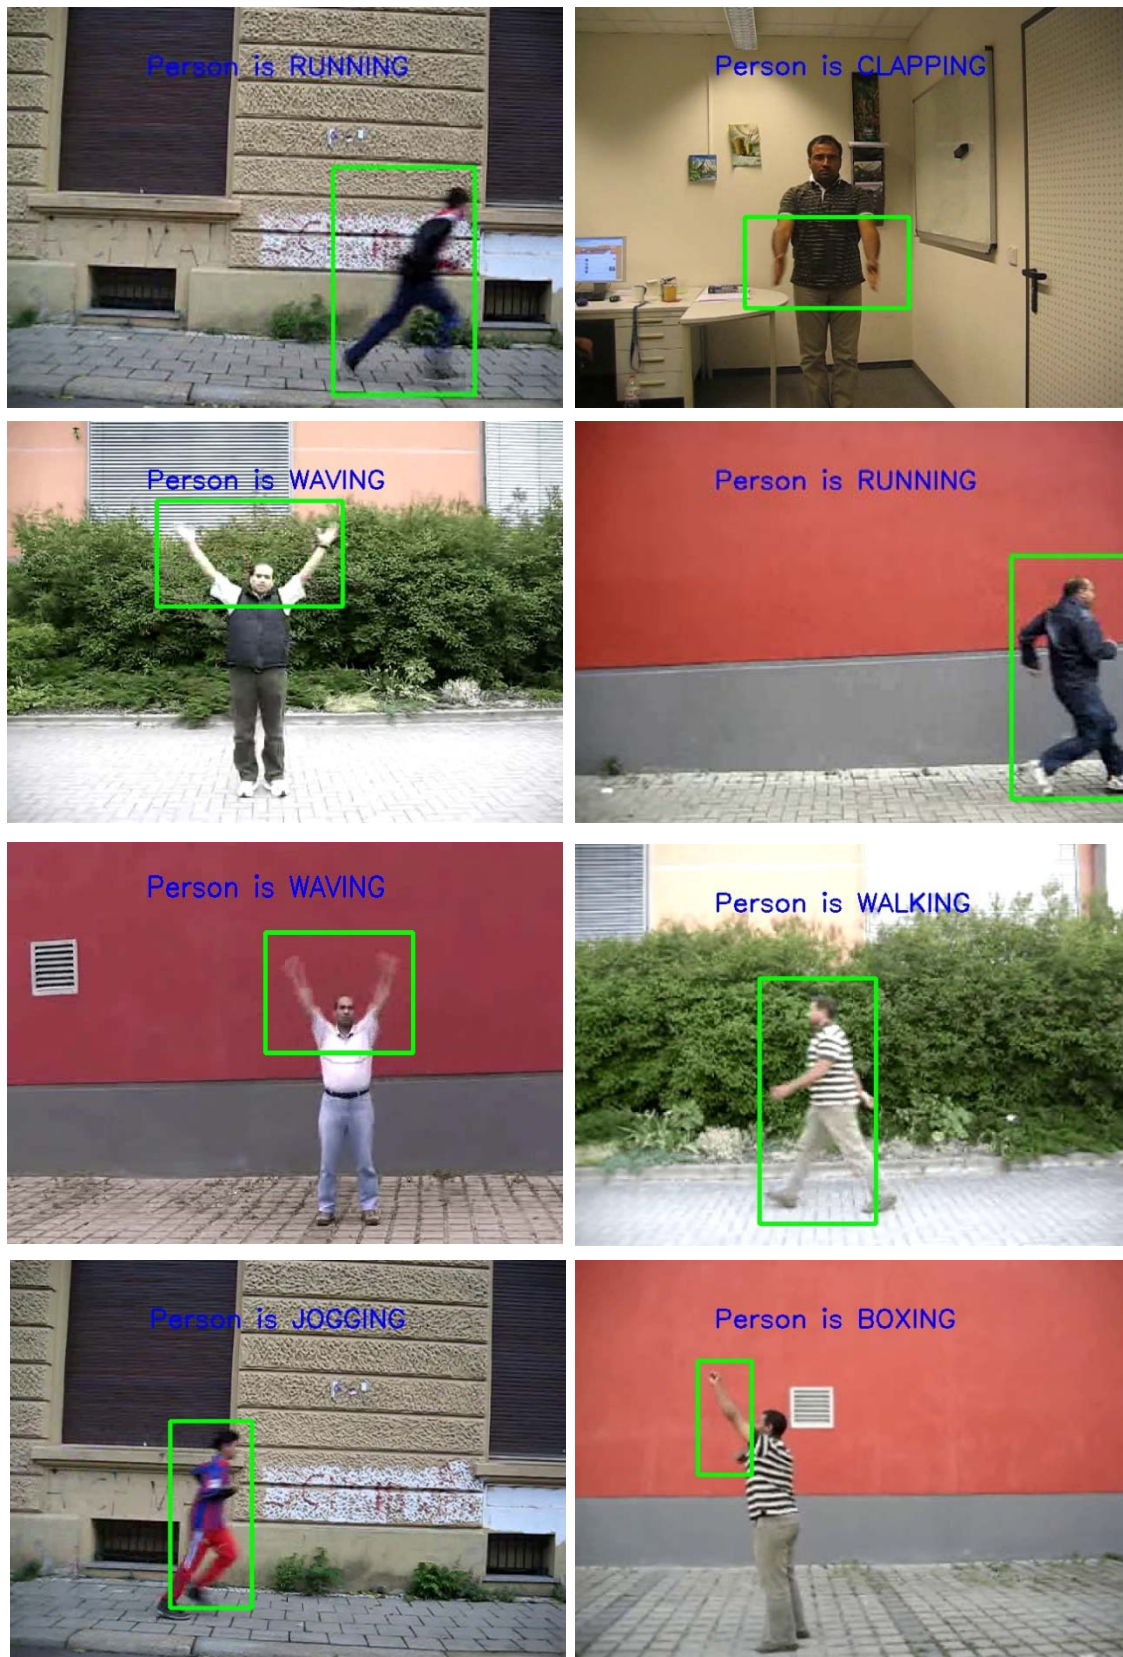 Person is RUNNING
Person is CLAPPING
Person is WAVING
Person is RUNNING
Person is WAVING
Person is WALKING
Person is JOGGING
Person is BOXING